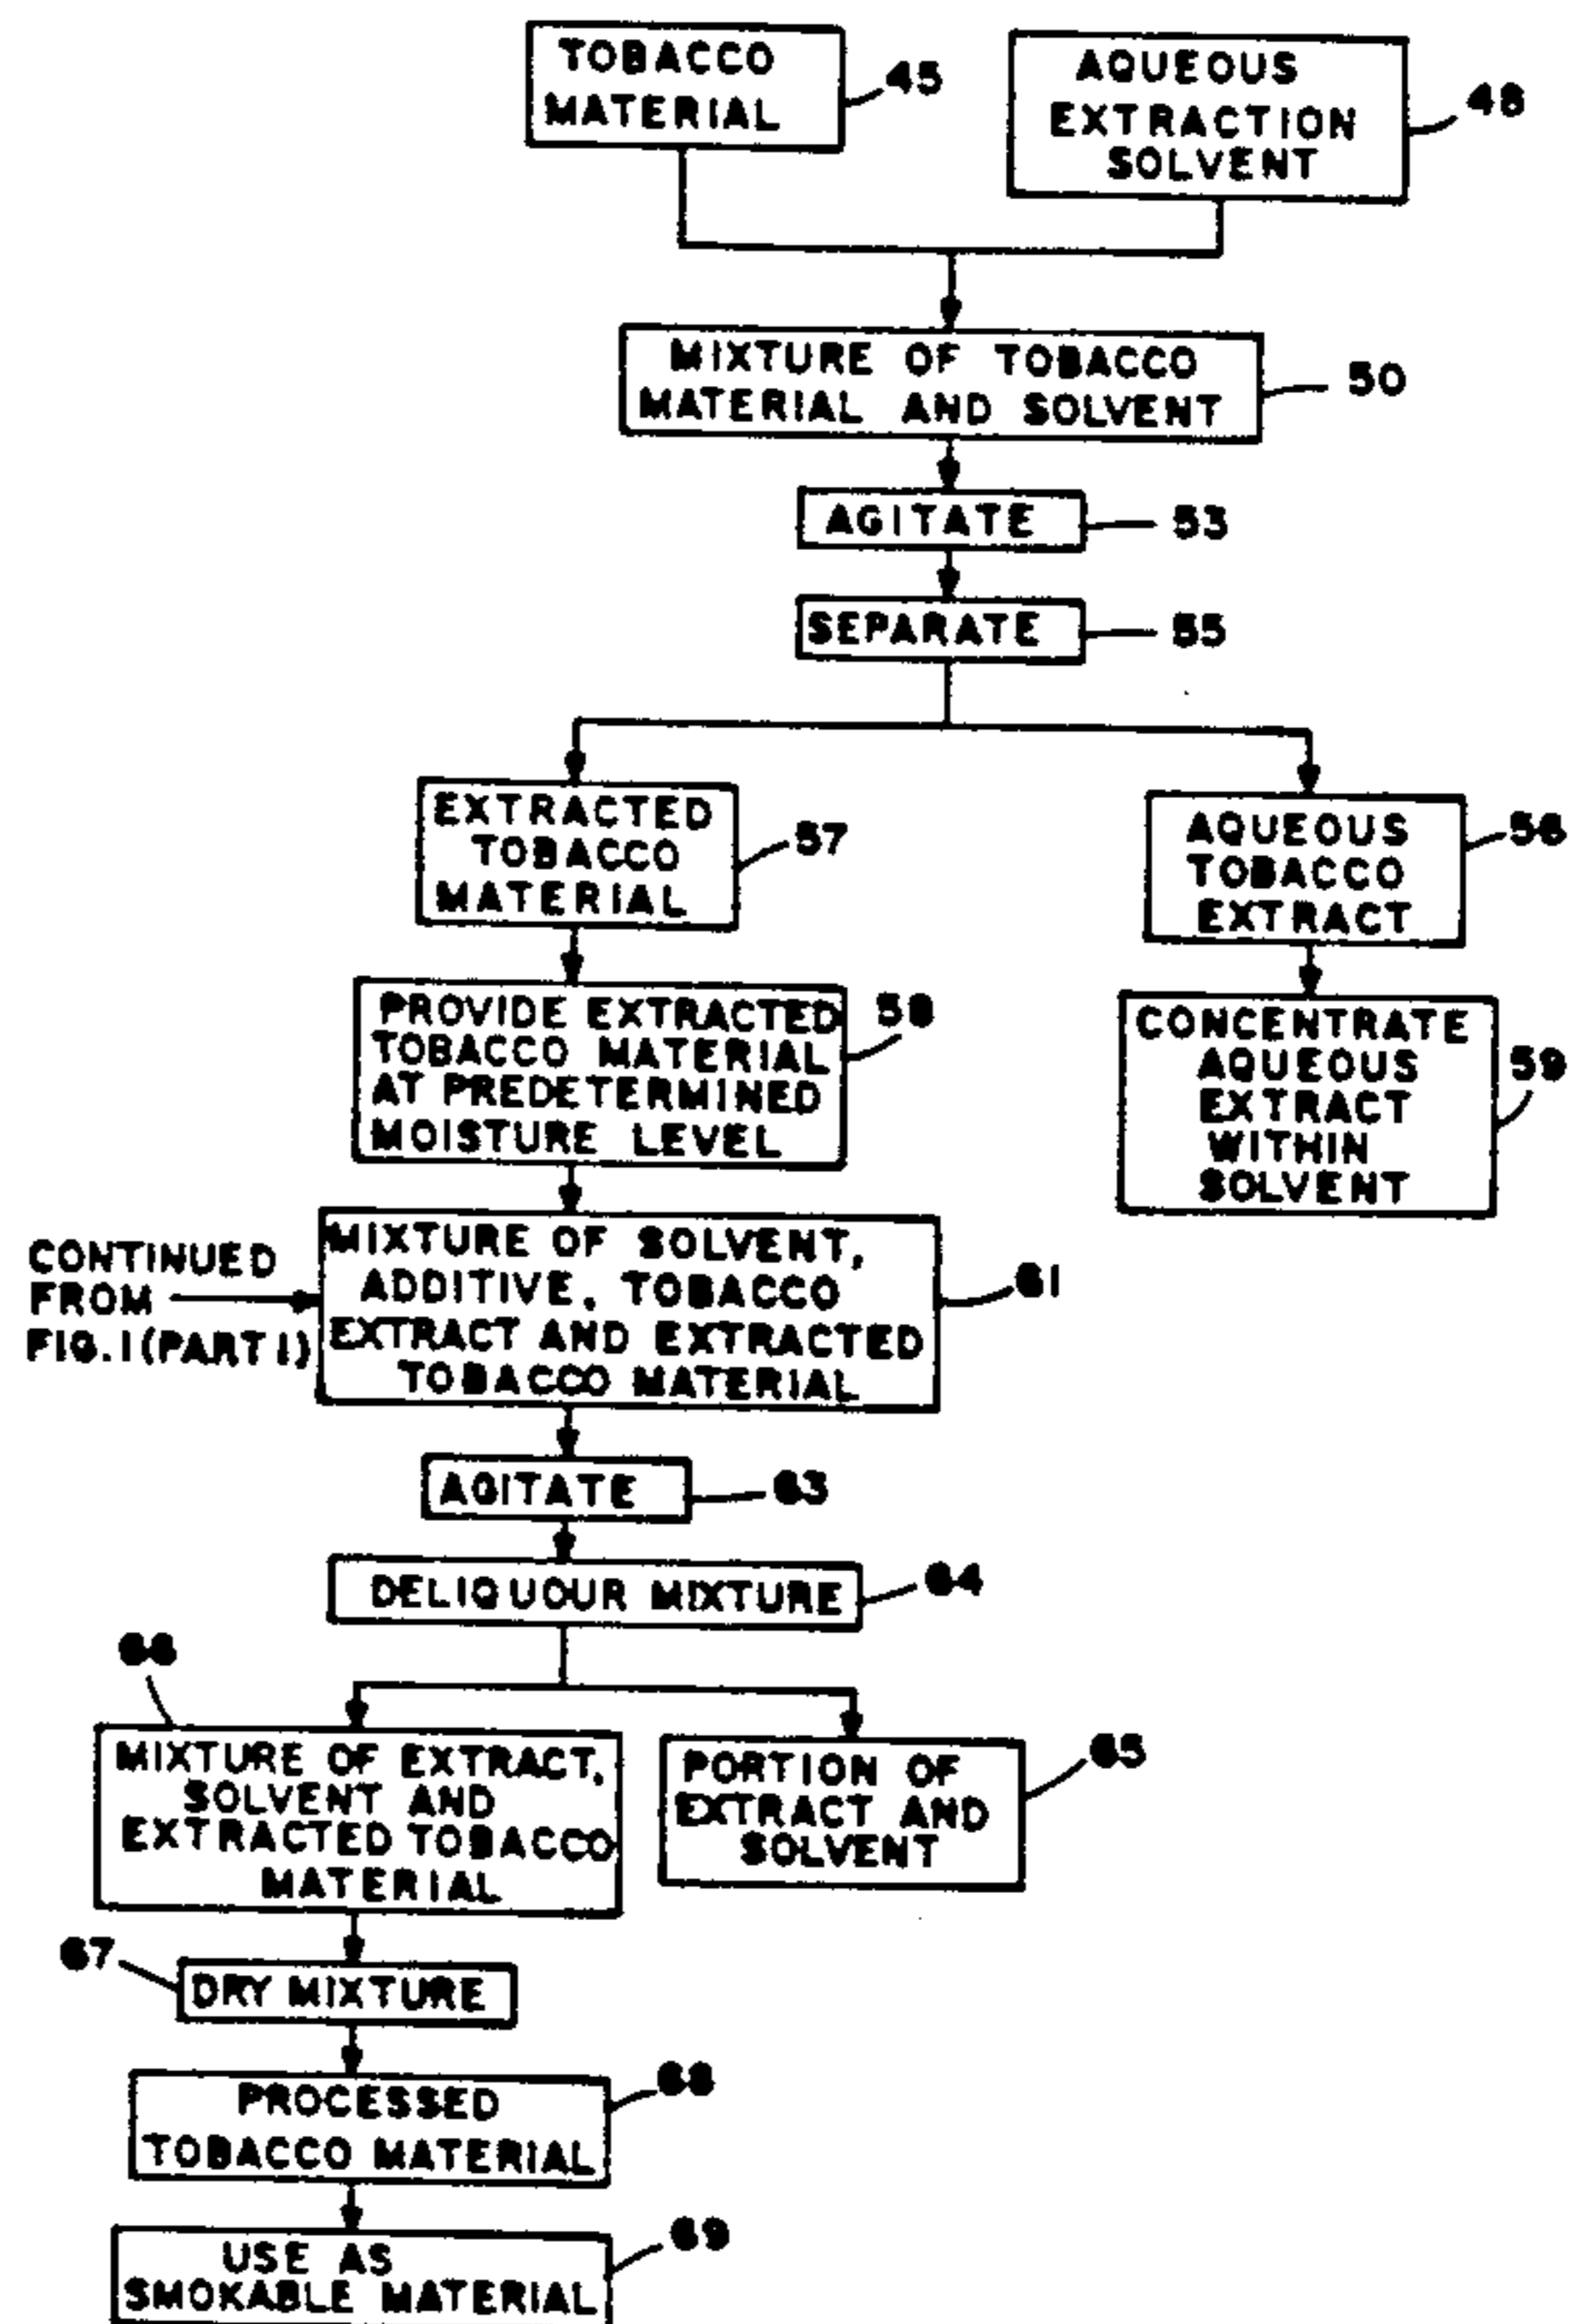 TOBACCO
MATERIAL
45
AQUEOUS
EXTRACTION
SOLVENT
48
MIXTURE OF TOBACCO
MATERIAL AND SOLVENT
50
AGITATE
53
SEPARATE
55
EXTRACTED
TOBACCO
MATERIAL
57
AQUEOUS
TOBACCO
EXTRACT
56
PROVIDE EXTRACTED
TOBACCO MATERIAL
AT PREDETERMINED
MOISTURE LEVEL
58
CONCENTRATE
AQUEOUS
EXTRACT
WITHIN
SOLVENT
59
CONTINUED
FROM
FIG.1(PART1)
MIXTURE OF SOLVENT,
ADDITIVE, TOBACCO
EXTRACT AND EXTRACTED
TOBACCO MATERIAL
61
AGITATE
63
DELIQUOUR MIXTURE
64
66
MIXTURE OF EXTRACT,
SOLVENT AND
EXTRACTED TOBACCO
MATERIAL
PORTION OF
EXTRACT AND
SOLVENT
65
67
DRY MIXTURE
PROCESSED
TOBACCO MATERIAL
68
USE AS
SMOKABLE MATERIAL
69